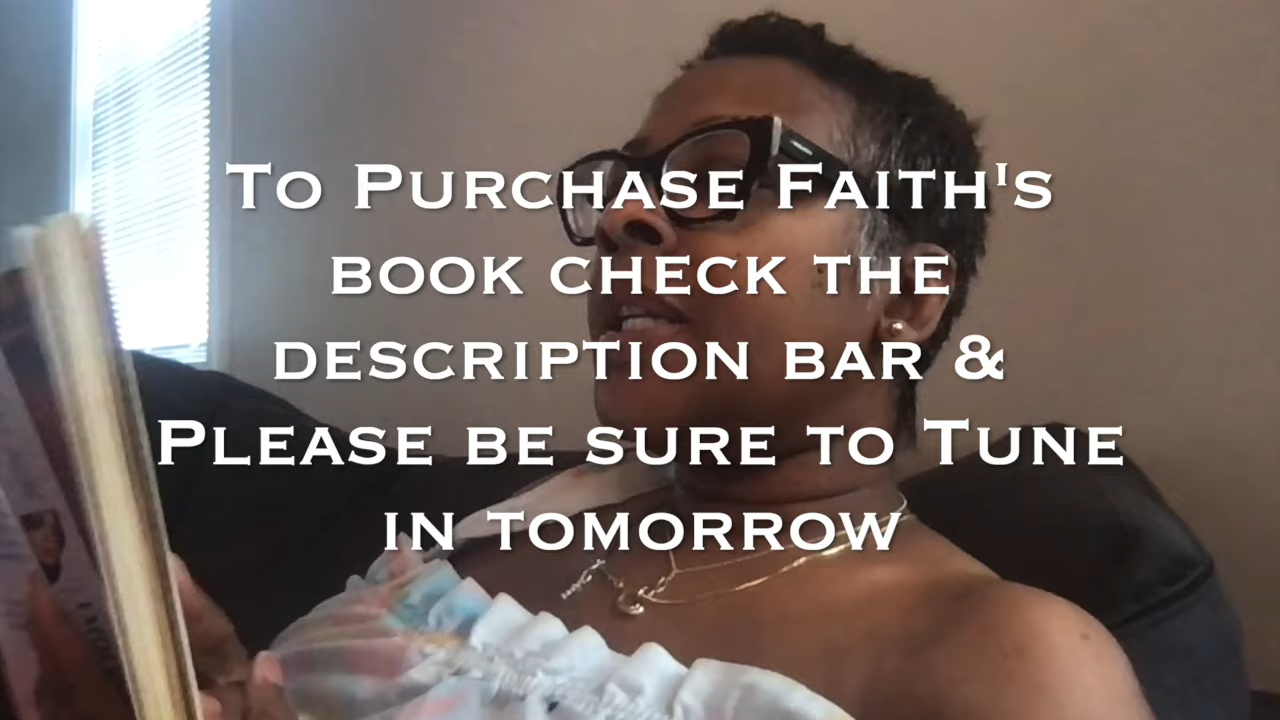 To Purchase Faith's
book check the
description bar &
Please be sure to Tune
in tomorrow